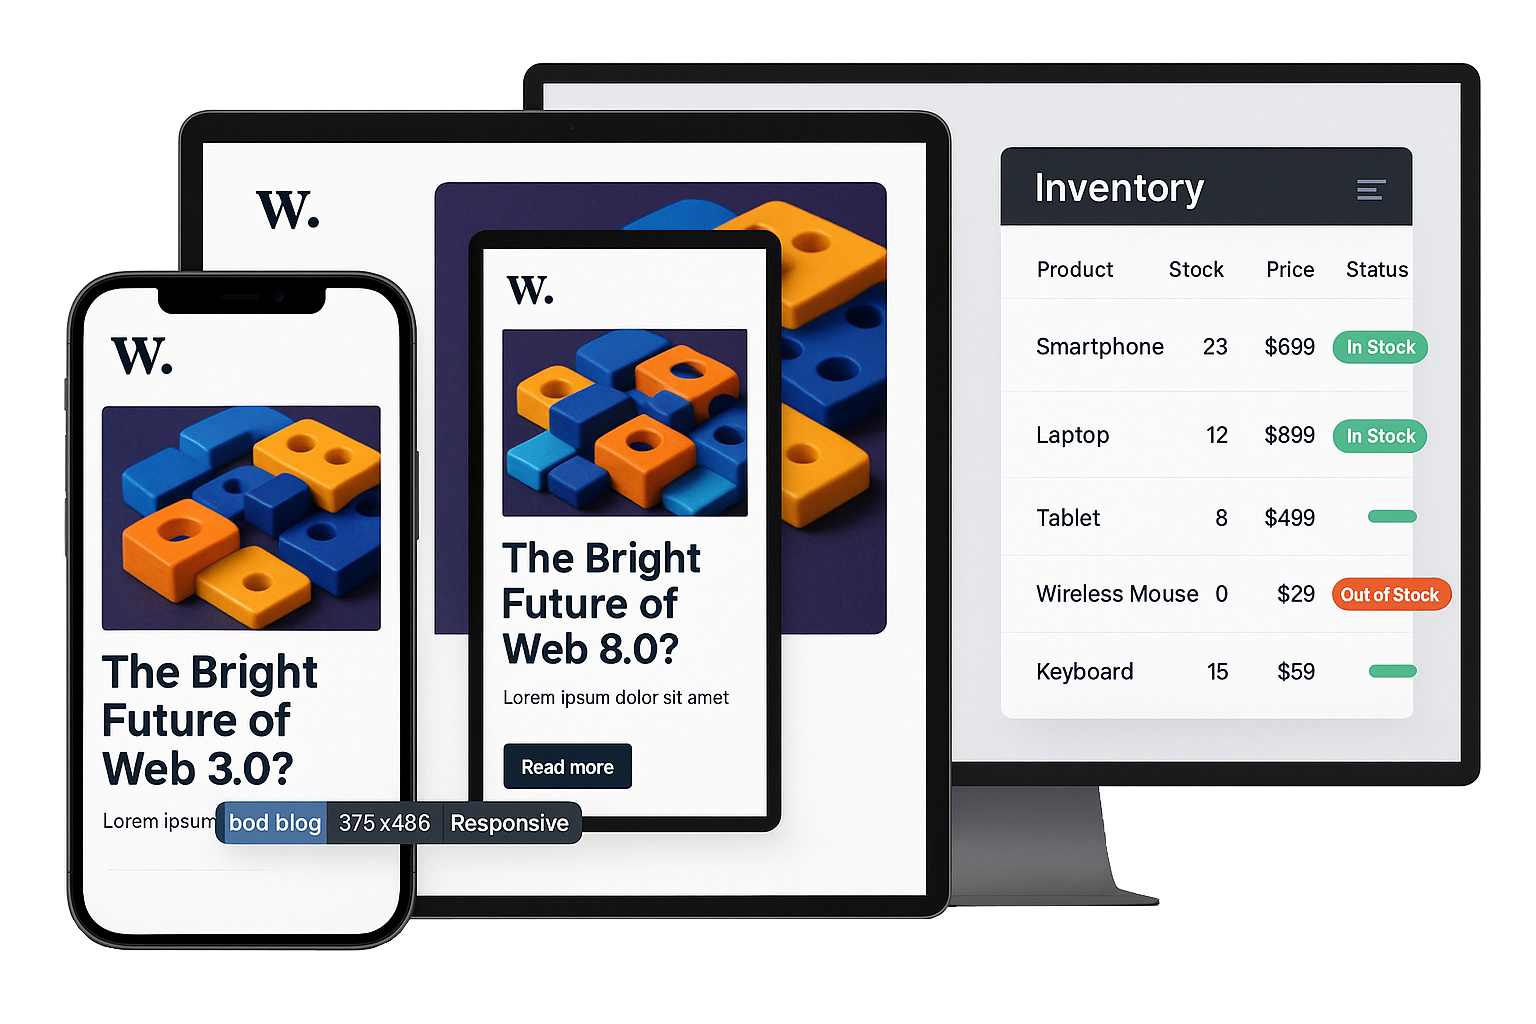 W.
W.
The Bright
Future of
Web 3.0?
Lorem ipsum
bod blog 375x486 Responsive
W.
The Bright
Future of
Web 8.0?
Lorem ipsum dolor sit amet
Read more
Inventory
Product Stock Price Status
Smartphone 23 $699 In Stock
Laptop 12 $899 In Stock
Tablet 8 $499
Wireless Mouse 0 $29 Out of Stock
Keyboard 15 $59